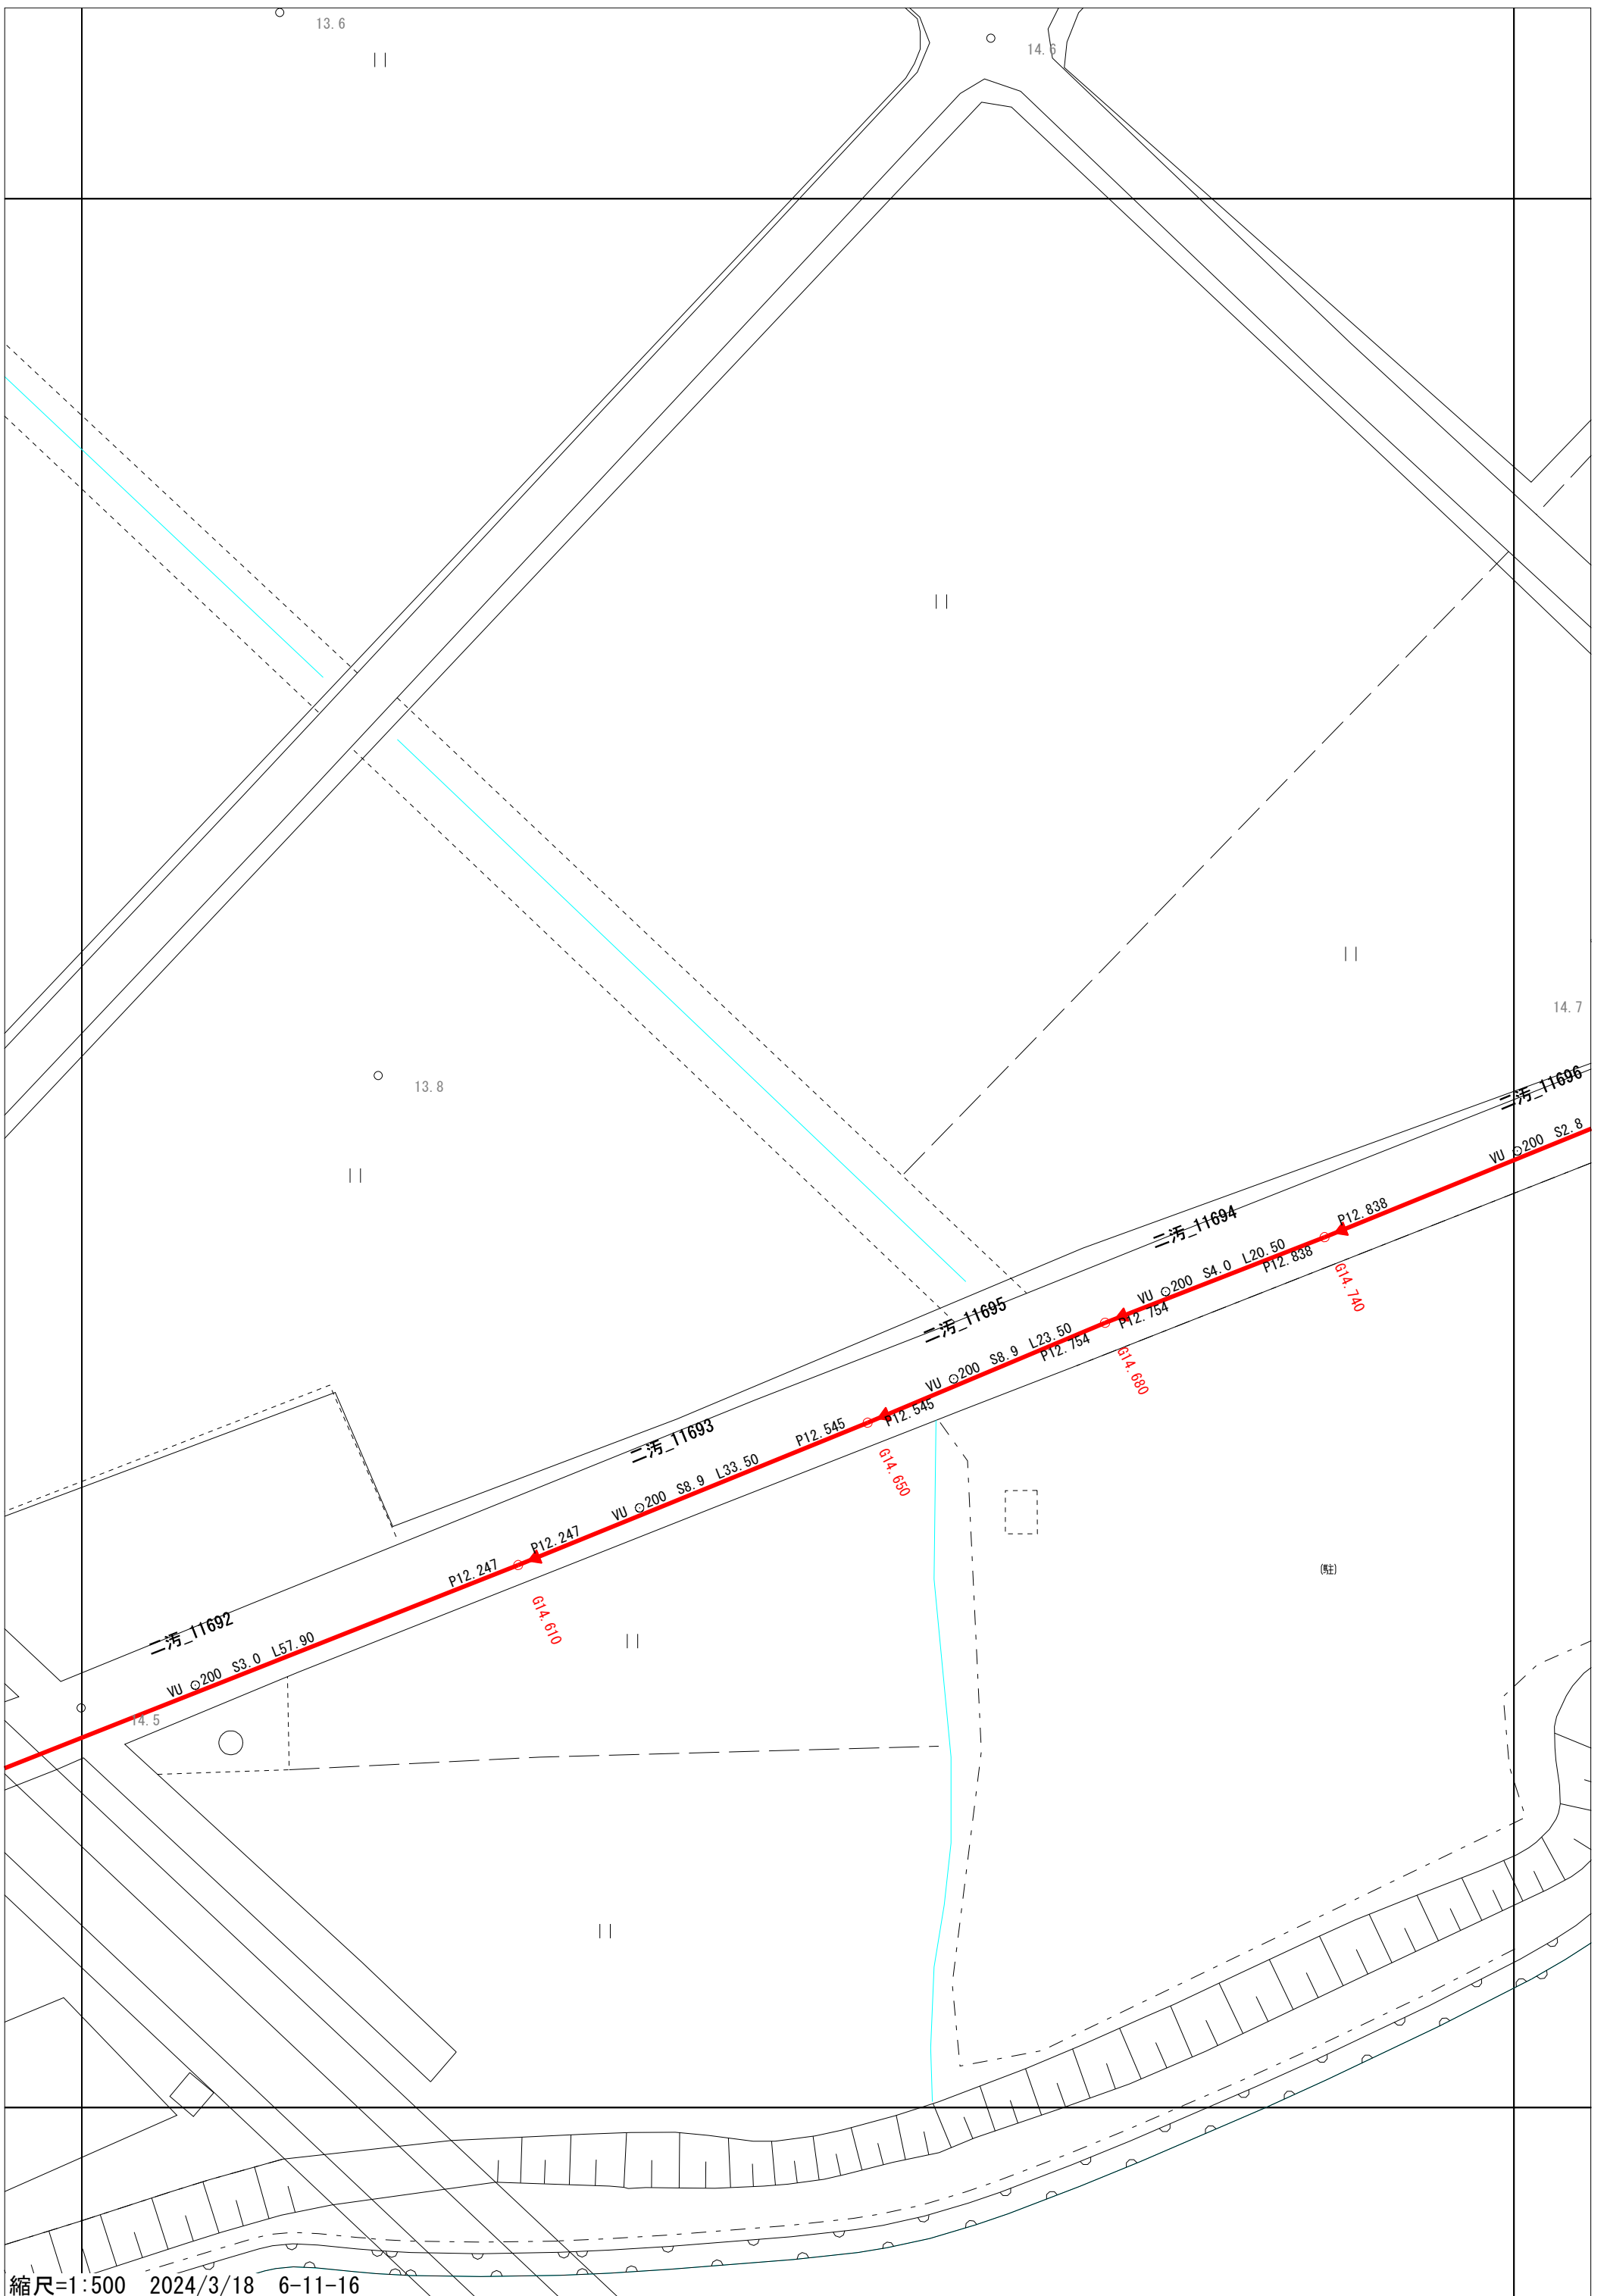 13.6
14.6
14.7
13.8
二汚_11696
VU ⊙200 S2.8
P12.838
二汚_11694
VU ⊙200 S4.0 L20.50
P12.838
G14.740
二汚_11695
P12.754
VU ⊙200 S8.9 L23.50
P12.754
G14.680
二汚_11693
P12.545
P12.545
G14.650
VU ⊙200 S8.9 L33.50
P12.247
P12.247
G14.610
(駐)
二汚_11692
VU ⊙200 S3.0 L57.90
14.5
縮尺=1:500 2024/3/18 6-11-16